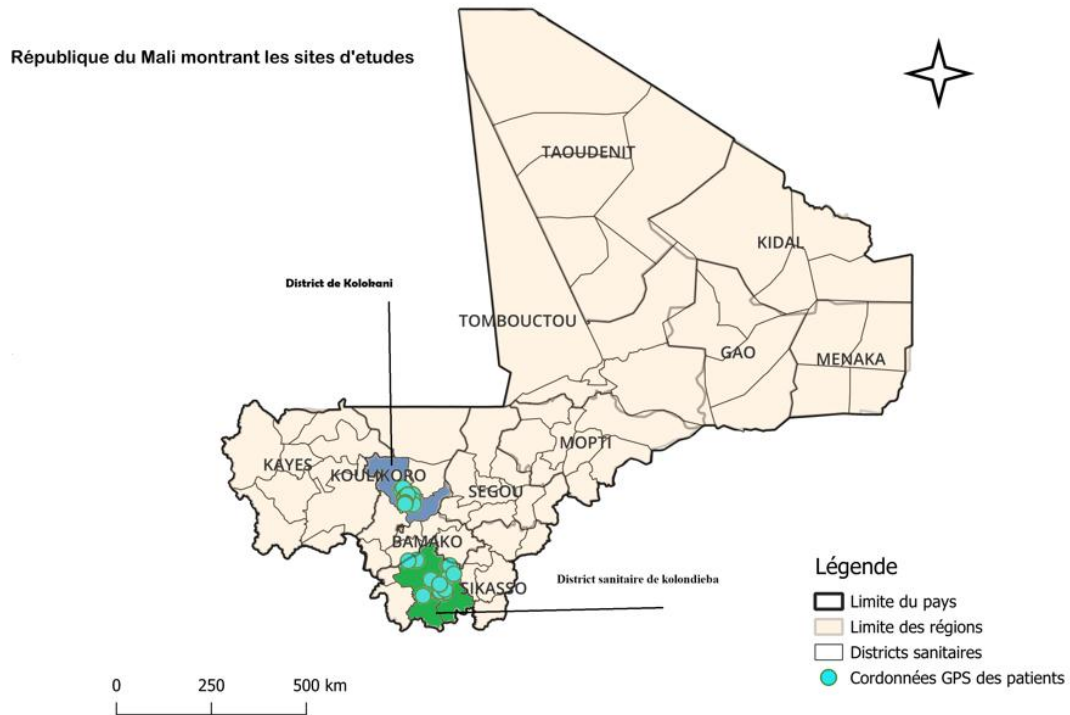 République du Mali montrant les sites d'etudes
TAOUDENIT
KIDAL
District de Kolokani
TOMBOUCTOU
GAO
MENAKA
MOPTI
KAYES
KOULIKORO
SEGOU
BAMAKO
SIKASSO
District sanitaire de kolondieba
Légende
Limite du pays
Limite des régions
Districts sanitaires
Cordonnées GPS des patients
0 250 500 km